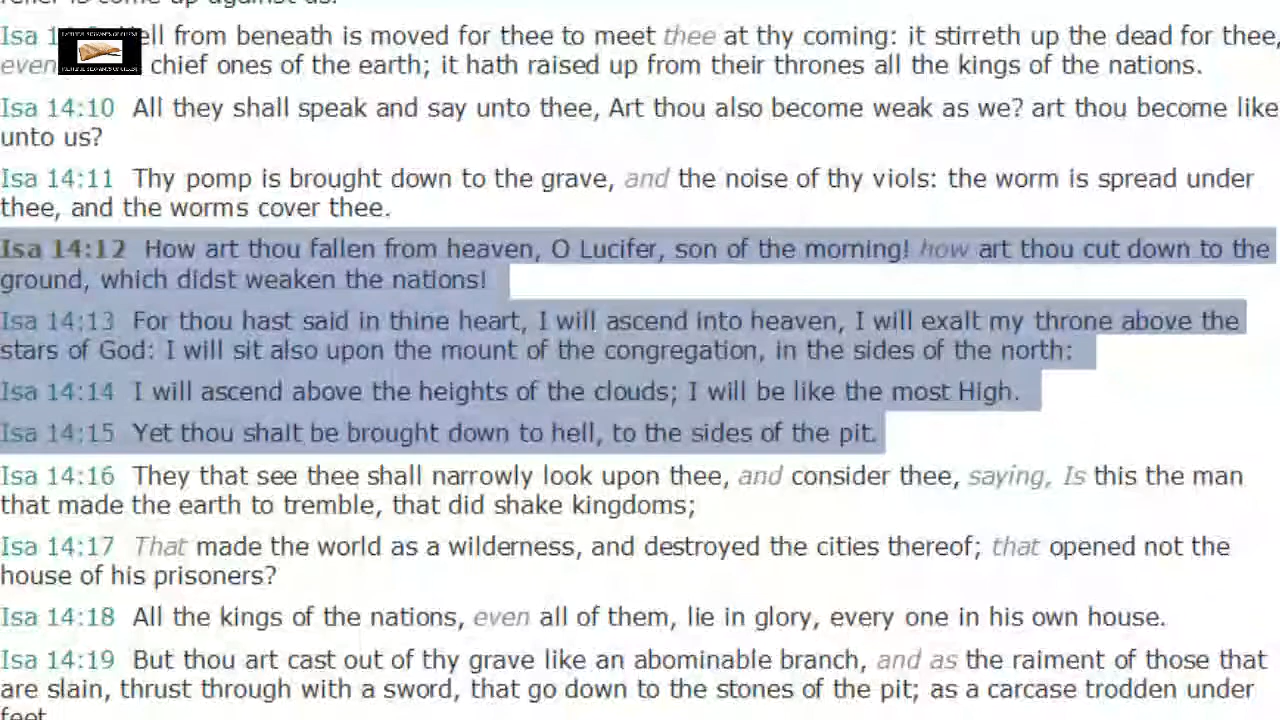 relief is come up against us.
Isa 1 ell from beneath is moved for thee to meet thee at thy coming: it stirreth up the dead for thee,
even chief ones of the earth; it hath raised up from their thrones all the kings of the nations.
Isa 14:10 All they shall speak and say unto thee, Art thou also become weak as we? art thou become like
unto us?
Isa 14:11 Thy pomp is brought down to the grave, and the noise of thy viols: the worm is spread under
thee, and the worms cover thee.
Isa 14:12 How art thou fallen from heaven, O Lucifer, son of the morning! how art thou cut down to the
ground, which didst weaken the nations!
Isa 14:13 For thou hast said in thine heart, I will ascend into heaven, I will exalt my throne above the
stars of God: I will sit also upon the mount of the congregation, in the sides of the north:
Isa 14:14 I will ascend above the heights of the clouds; I will be like the most High.
Isa 14:15 Yet thou shalt be brought down to hell, to the sides of the pit.
Isa 14:16 They that see thee shall narrowly look upon thee, and consider thee, saying, Is this the man
that made the earth to tremble, that did shake kingdoms;
Isa 14:17 That made the world as a wilderness, and destroyed the cities thereof; that opened not the
house of his prisoners?
Isa 14:18 All the kings of the nations, even all of them, lie in glory, every one in his own house.
Isa 14:19 But thou art cast out of thy grave like an abominable branch, and as the raiment of those that
are slain, thrust through with a sword, that go down to the stones of the pit; as a carcase trodden under
feet